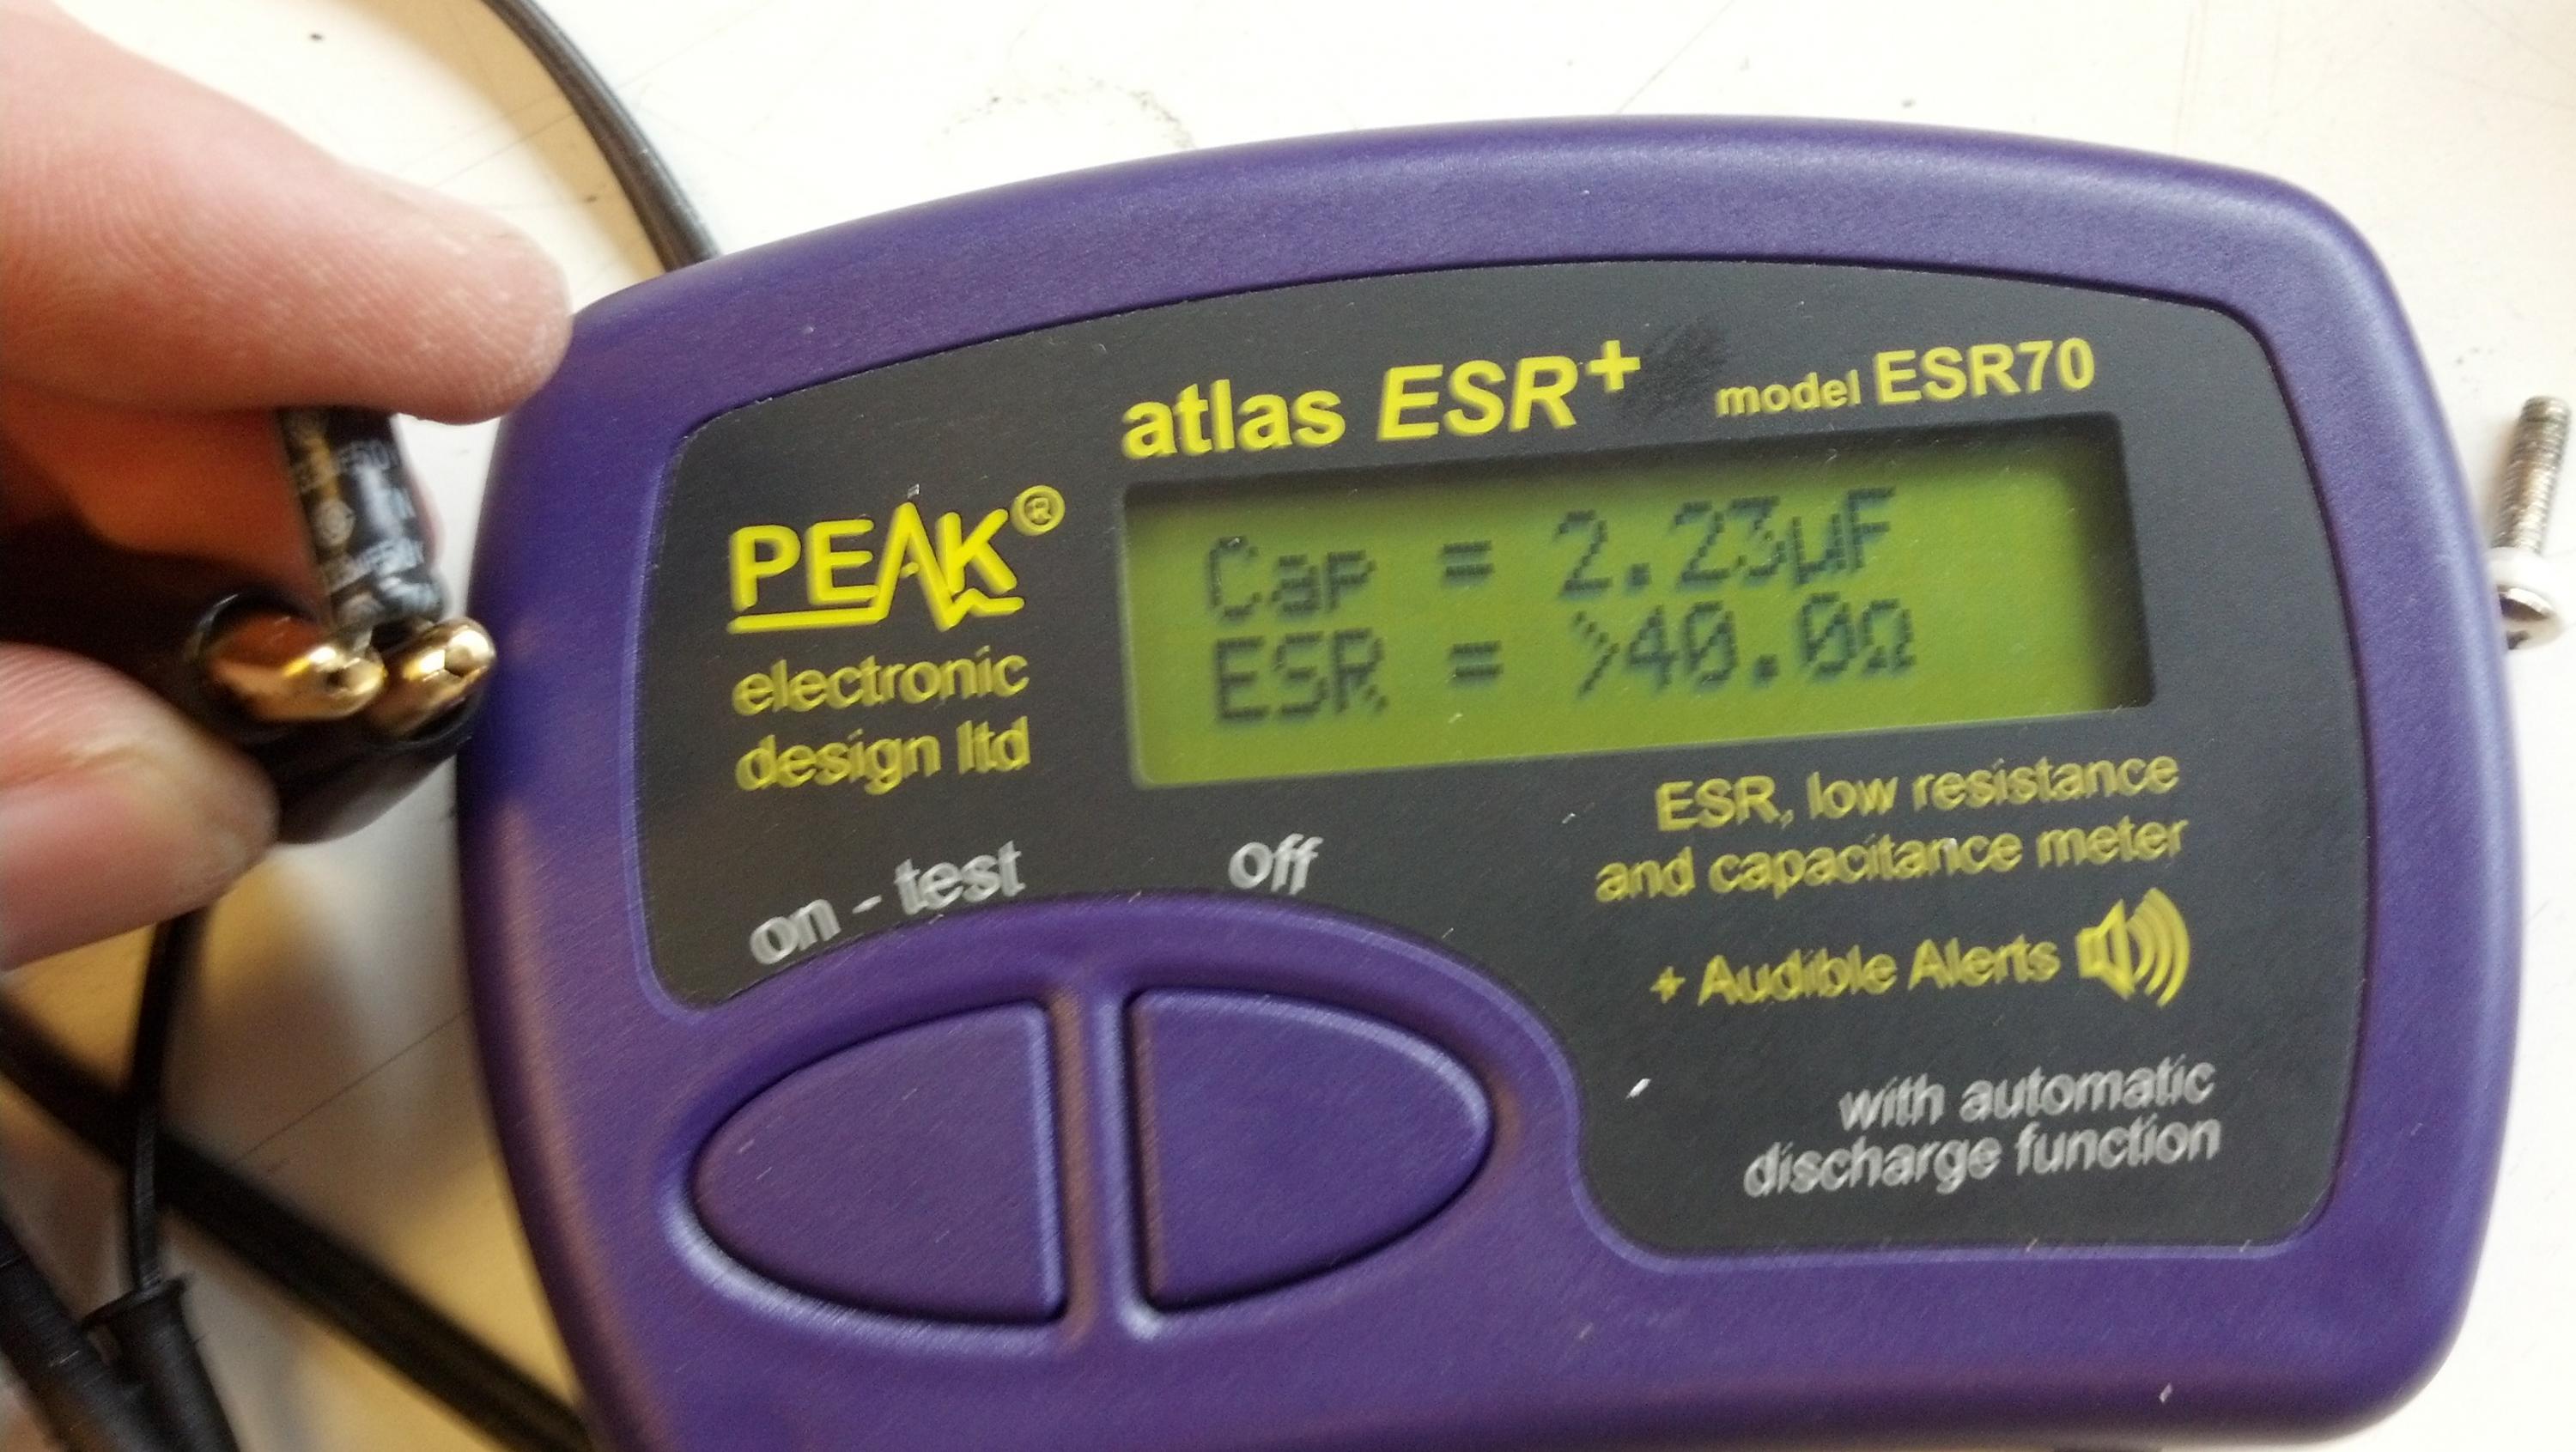 atlas ESR+ model ESR70
PEAK®
electronic
design ltd
Cap = 2.23µF
ESR = >40.0Ω
on - test
off
ESR, low resistance
and capacitance meter
+ Audible Alerts
with automatic
discharge function